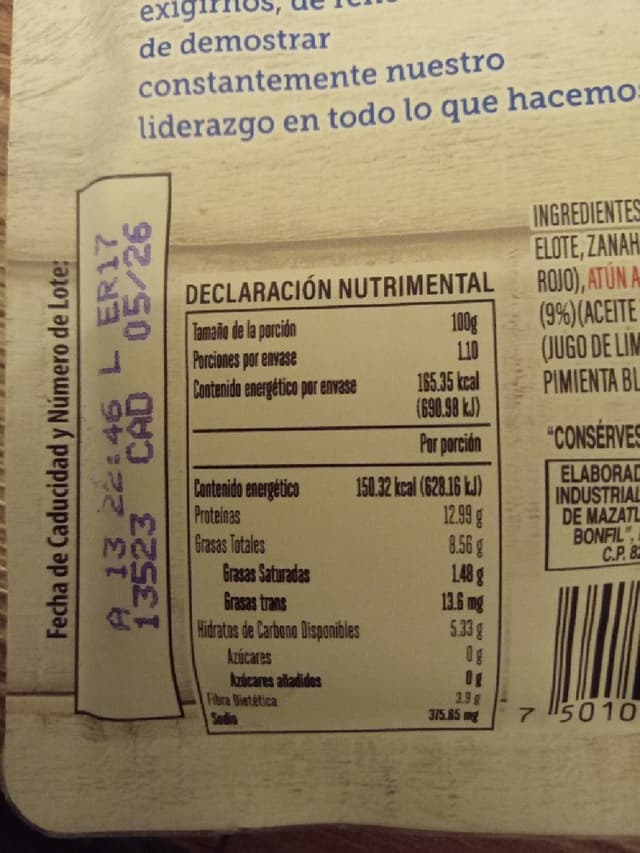 de demostrar
constantemente nuestro
liderazgo en todo lo que hacemos
Fecha de Caducidad y Número de Lote:
A 13 22:46 L ER17
13523 CAD 05/26
DECLARACIÓN NUTRIMENTAL
Tamaño de la porción 100g
Porciones por envase 1.10
Contenido energético por envase 165.35 kcal
(690.98 kJ)
Por porción
Contenido energético 150.32 kcal (628.16 kJ)
Proteínas 12.99 g
Grasas Totales 8.56 g
Grasas Saturadas 1.48 g
Grasas trans 13.6 mg
Hidratos de Carbono Disponibles 5.33 g
Azúcares 0 g
Azúcares añadidos 0 g
Fibra Dietética 3.9 g
Sodio 375.65 mg
INGREDIENTES
ELOTE, ZANAH
ROJO), ATÚN A
(9%)(ACEITE
(JUGO DE LIM
PIMIENTA BL
"CONSÉRVES
ELABORAD
INDUSTRIAL
DE MAZATL
BONFIL",
C.P. 82
7 5010